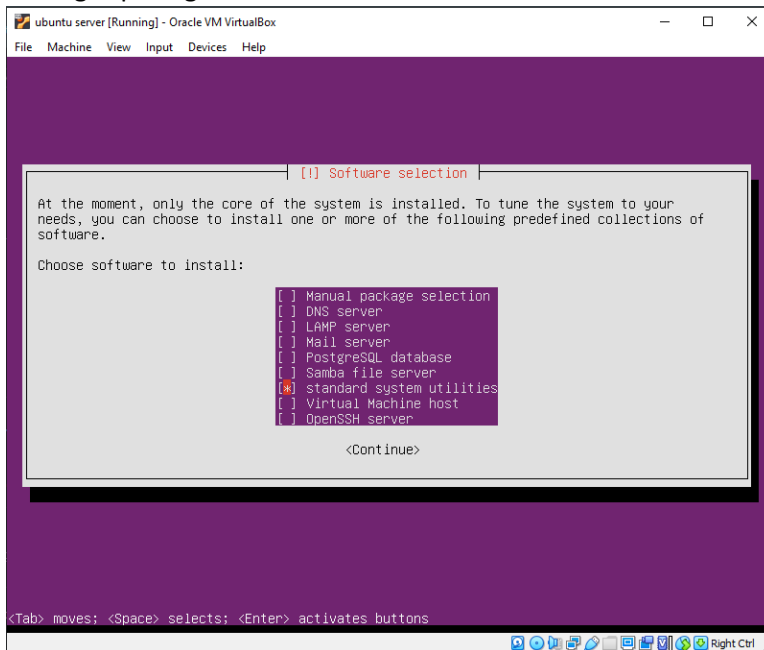 ubuntu server [Running] - Oracle VM VirtualBox
File Machine View Input Devices Help
[!] Software selection
At the moment, only the core of the system is installed. To tune the system to your
needs, you can choose to install one or more of the following predefined collections of
software.
Choose software to install:
[ ] Manual package selection
[ ] DNS server
[ ] LAMP server
[ ] Mail server
[ ] PostgreSQL database
[ ] Samba file server
[*] standard system utilities
[ ] Virtual Machine host
[ ] OpenSSH server
<Continue>
<Tab> moves; <Space> selects; <Enter> activates buttons
Right Ctrl